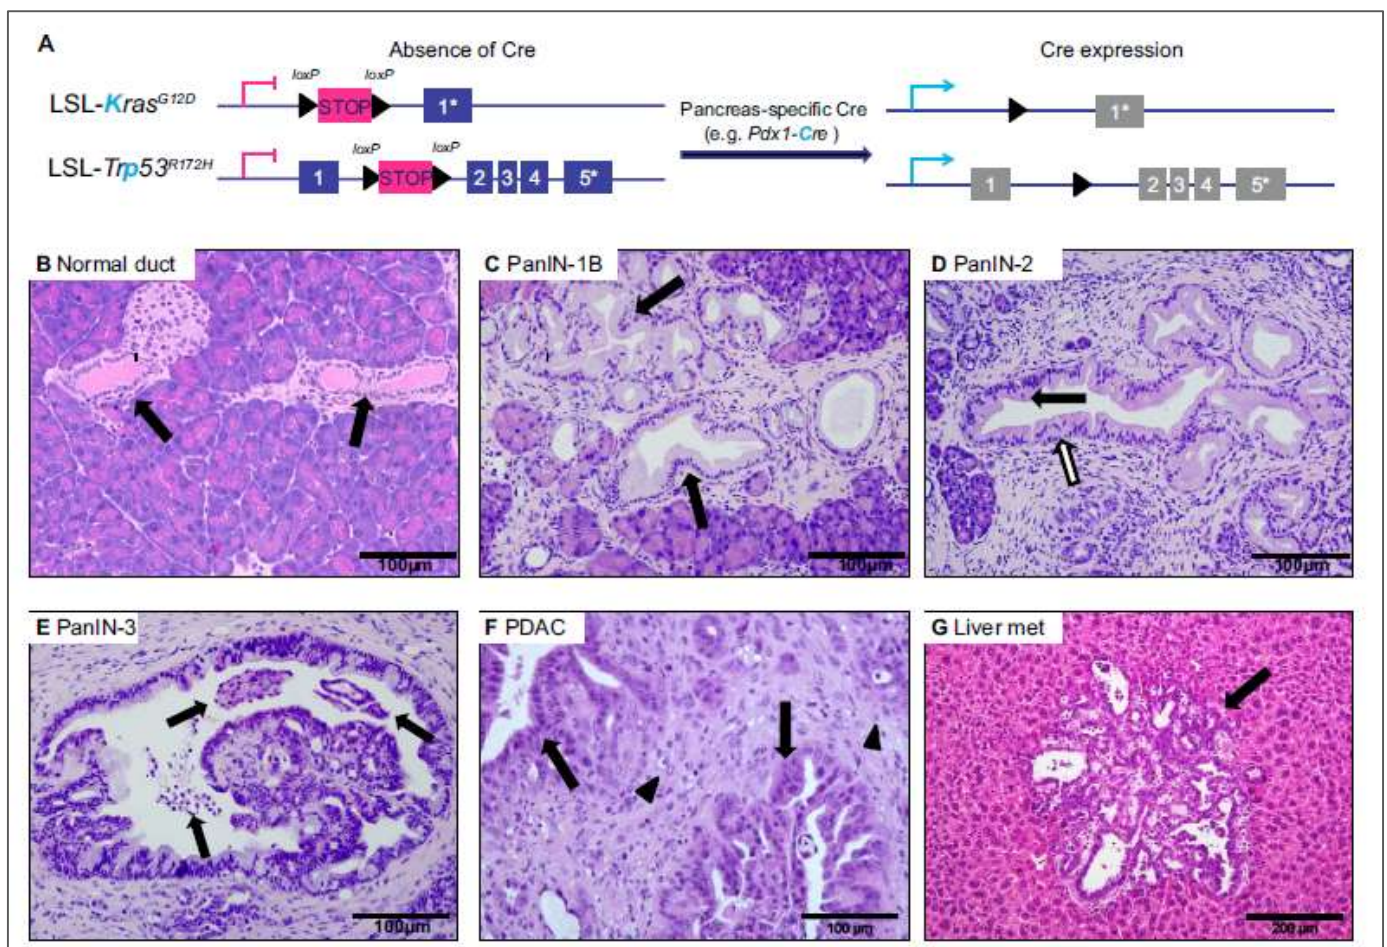 A
Absence of Cre
Cre expression
loxP loxP
LSL-KrasG12D
STOP
1*
1*
Pancreas-specific Cre
(e.g. Pdx1-Cre )
loxP loxP
LSL-Trp53R172H
1
STOP
2 3 4 5*
1
2 3 4 5*
B Normal duct
100µm
C PanIN-1B
100µm
D PanIN-2
100µm
E PanIN-3
100µm
F PDAC
100 µm
G Liver met
200 µm